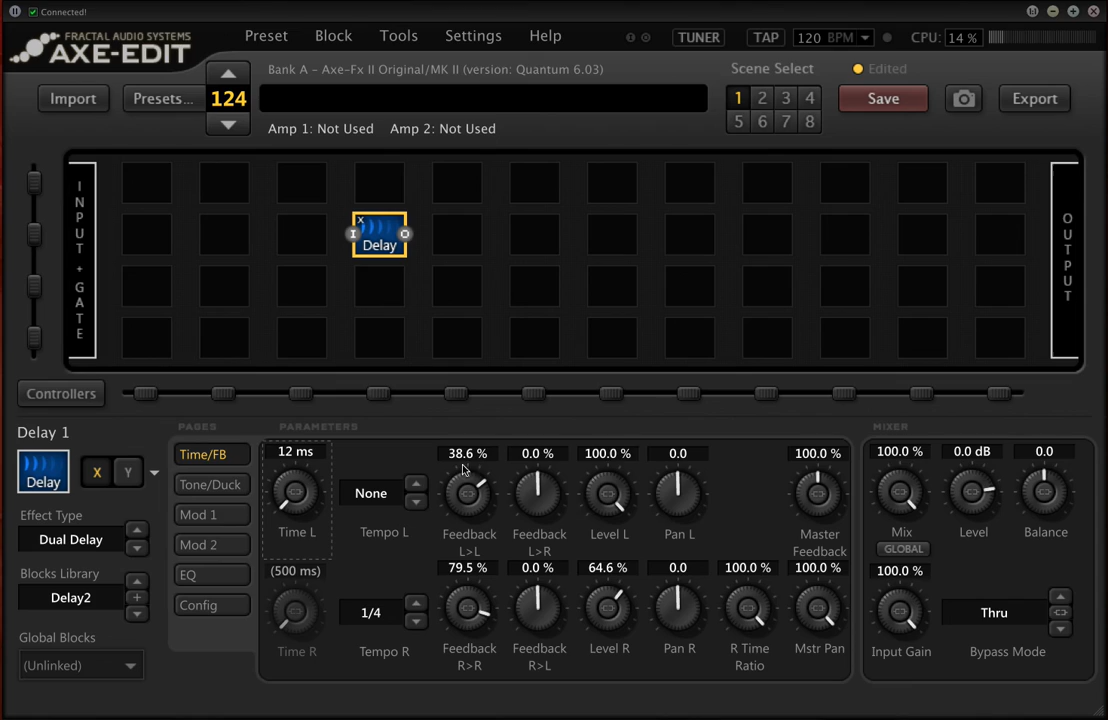 Connected!
FRACTAL AUDIO SYSTEMS
AXE-EDIT
Preset Block Tools Settings Help
TUNER
TAP
120 BPM
CPU: 14 %
Import
Presets...
124
Bank A – Axe-Fx II Original/MK II (version: Quantum 6.03)
Amp 1: Not Used Amp 2: Not Used
Scene Select
1 2 3 4
5 6 7 8
Edited
Save
Export
INPUT + GATE
X
Delay
I
OUTPUT
Controllers
Delay 1
Delay
X Y
Effect Type
Dual Delay
Blocks Library
Delay2
Global Blocks
(Unlinked)
PAGES
Time/FB
Tone/Duck
Mod 1
Mod 2
EQ
Config
PARAMETERS
12 ms
None
38.6 %
0.0 %
100.0 %
0.0
100.0 %
Time L
Tempo L
Feedback L>L
Feedback L>R
Level L
Pan L
Master Feedback
(500 ms)
1/4
79.5 %
0.0 %
64.6 %
0.0
100.0 %
100.0 %
Time R
Tempo R
Feedback R>R
Feedback R>L
Level R
Pan R
R Time Ratio
Mstr Pan
MIXER
100.0 %
0.0 dB
0.0
Mix
Level
Balance
GLOBAL
100.0 %
Thru
Input Gain
Bypass Mode